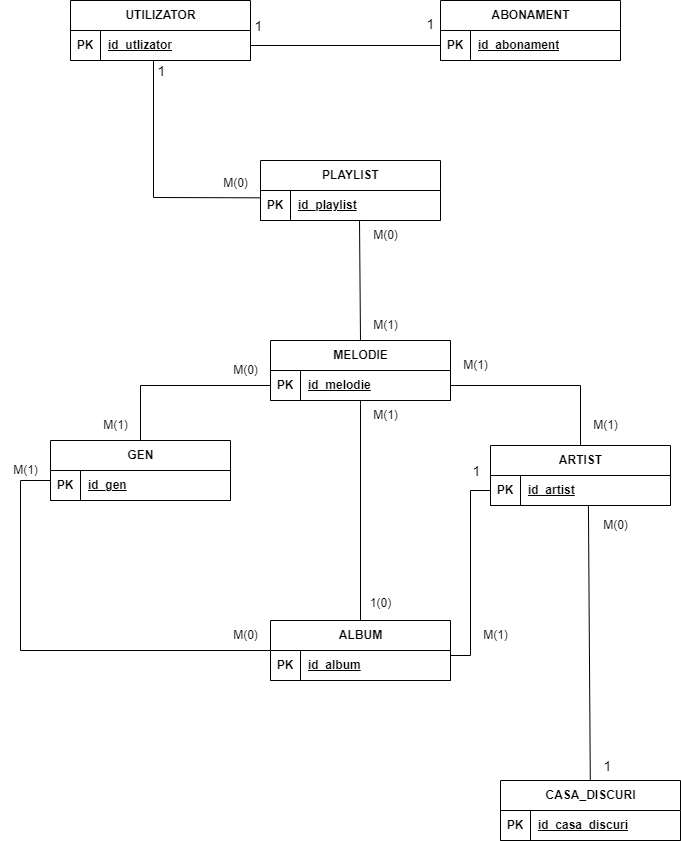 UTILIZATOR
PK id_utlizator
1
1
ABONAMENT
PK id_abonament
1
M(0)
PLAYLIST
PK id_playlist
M(0)
M(1)
MELODIE
PK id_melodie
M(0)
M(1)
M(1)
M(1)
M(1)
GEN
PK id_gen
M(1)
ARTIST
PK id_artist
1
M(0)
1(0)
M(0)
M(1)
ALBUM
PK id_album
1
CASA_DISCURI
PK id_casa_discuri